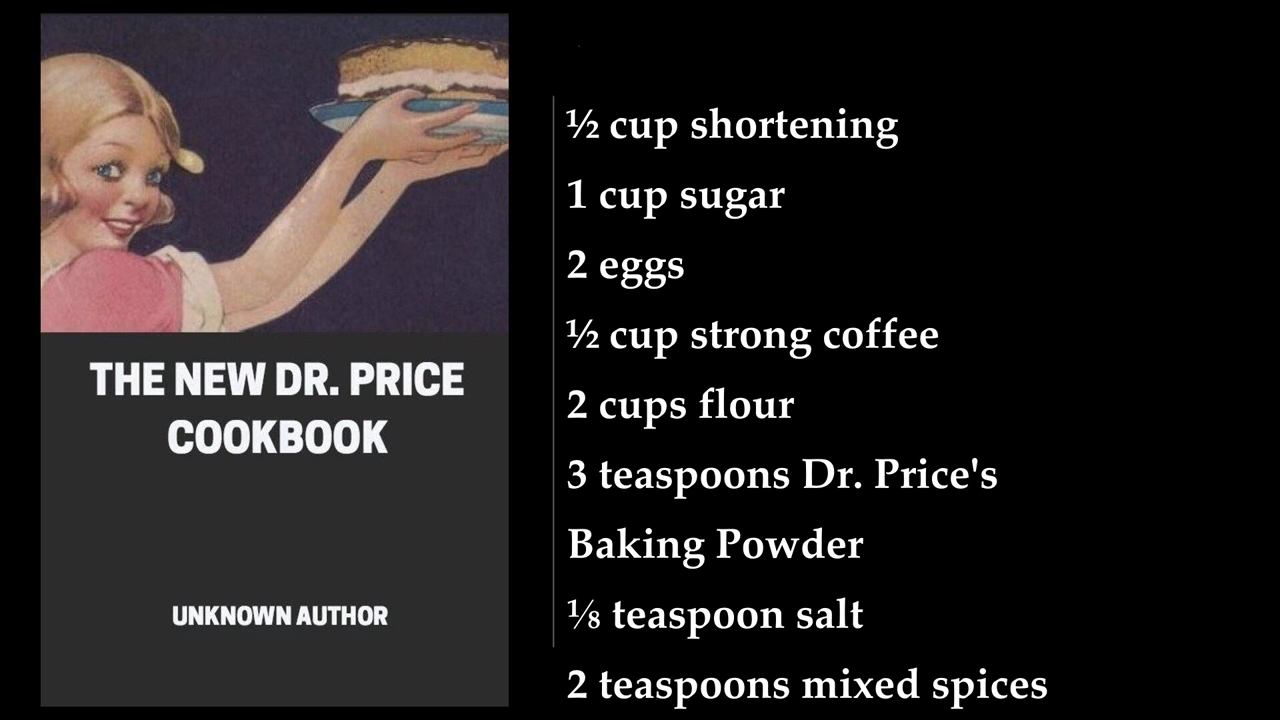 THE NEW DR. PRICE
COOKBOOK
UNKNOWN AUTHOR
½ cup shortening
1 cup sugar
2 eggs
½ cup strong coffee
2 cups flour
3 teaspoons Dr. Price's
Baking Powder
⅛ teaspoon salt
2 teaspoons mixed spices